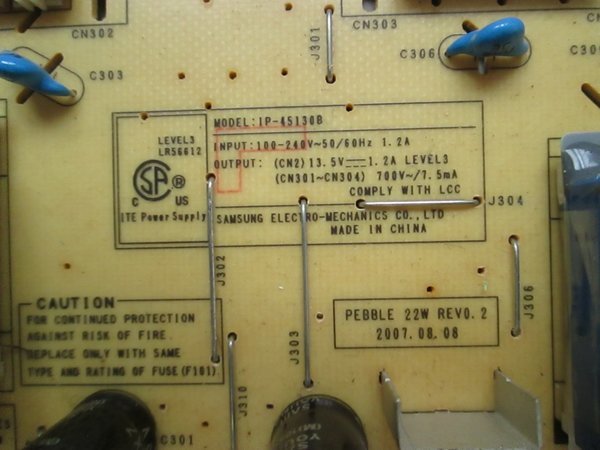 CN302
J301
CN303
C303
C306
MODEL:IP-45130B
LEVEL3
LR56612
INPUT:100-240V~50/60Hz 1.2A
OUTPUT: (CN2) 13.5V⎓1.2A LEVEL3
(CN301~CN304) 700V~/7.5mA
COMPLY WITH LCC
SA ®
C US
ITE Power Supply
SAMSUNG ELECTRO-MECHANICS CO., LTD
MADE IN CHINA
J304
J302
J303
J306
J310
CAUTION
FOR CONTINUED PROTECTION
AGAINST RISK OF FIRE.
REPLACE ONLY WITH SAME
TYPE AND RATING OF FUSE(F101)
PEBBLE 22W REV0.2
2007.08.08
C301